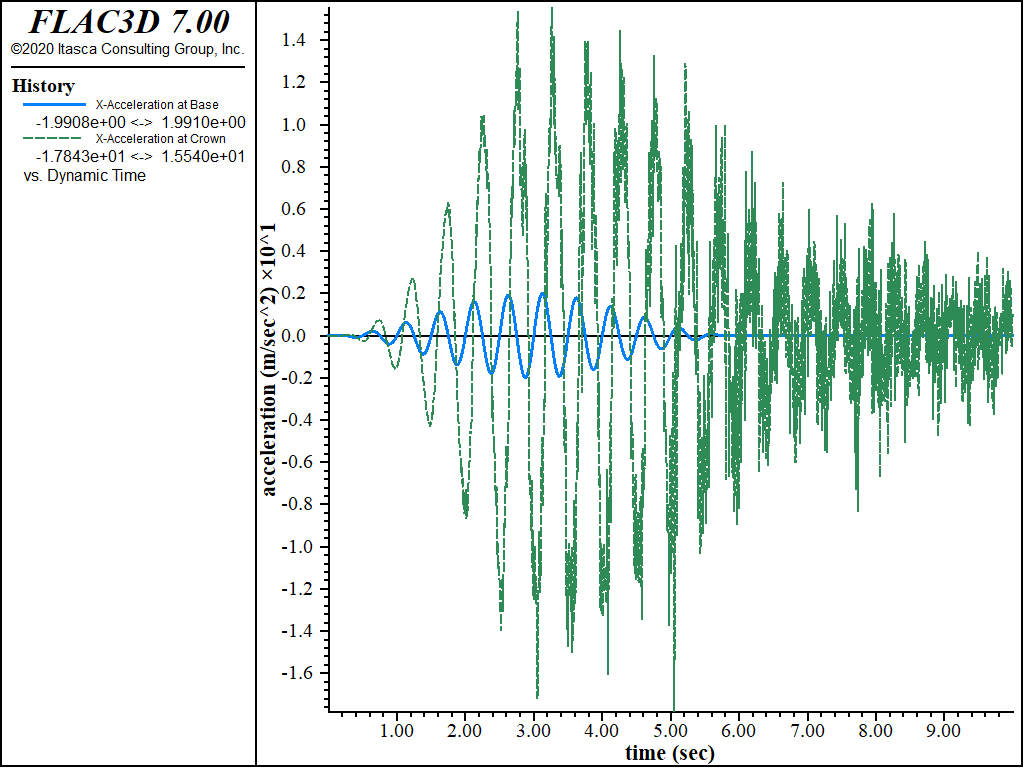 FLAC3D 7.00
©2020 Itasca Consulting Group, Inc.
History
X-Acceleration at Base
-1.9908e+00 <-> 1.9910e+00
X-Acceleration at Crown
-1.7843e+01 <-> 1.5540e+01
vs. Dynamic Time
acceleration (m/sec^2) ×10^1
1.4
1.2
1.0
0.8
0.6
0.4
0.2
0.0
-0.2
-0.4
-0.6
-0.8
-1.0
-1.2
-1.4
-1.6
1.00 2.00 3.00 4.00 5.00 6.00 7.00 8.00 9.00
time (sec)